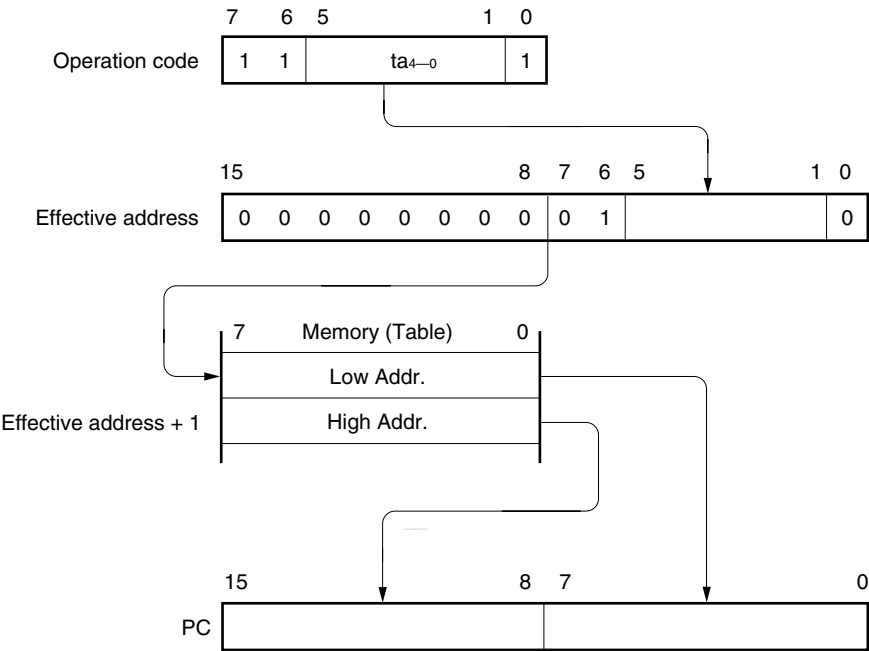 7 6 5 1 0
Operation code 1 1 ta4—0 1
15 8 7 6 5 1 0
Effective address 0 0 0 0 0 0 0 0 0 1 0
7 Memory (Table) 0
Low Addr.
Effective address + 1 High Addr.
15 8 7 0
PC